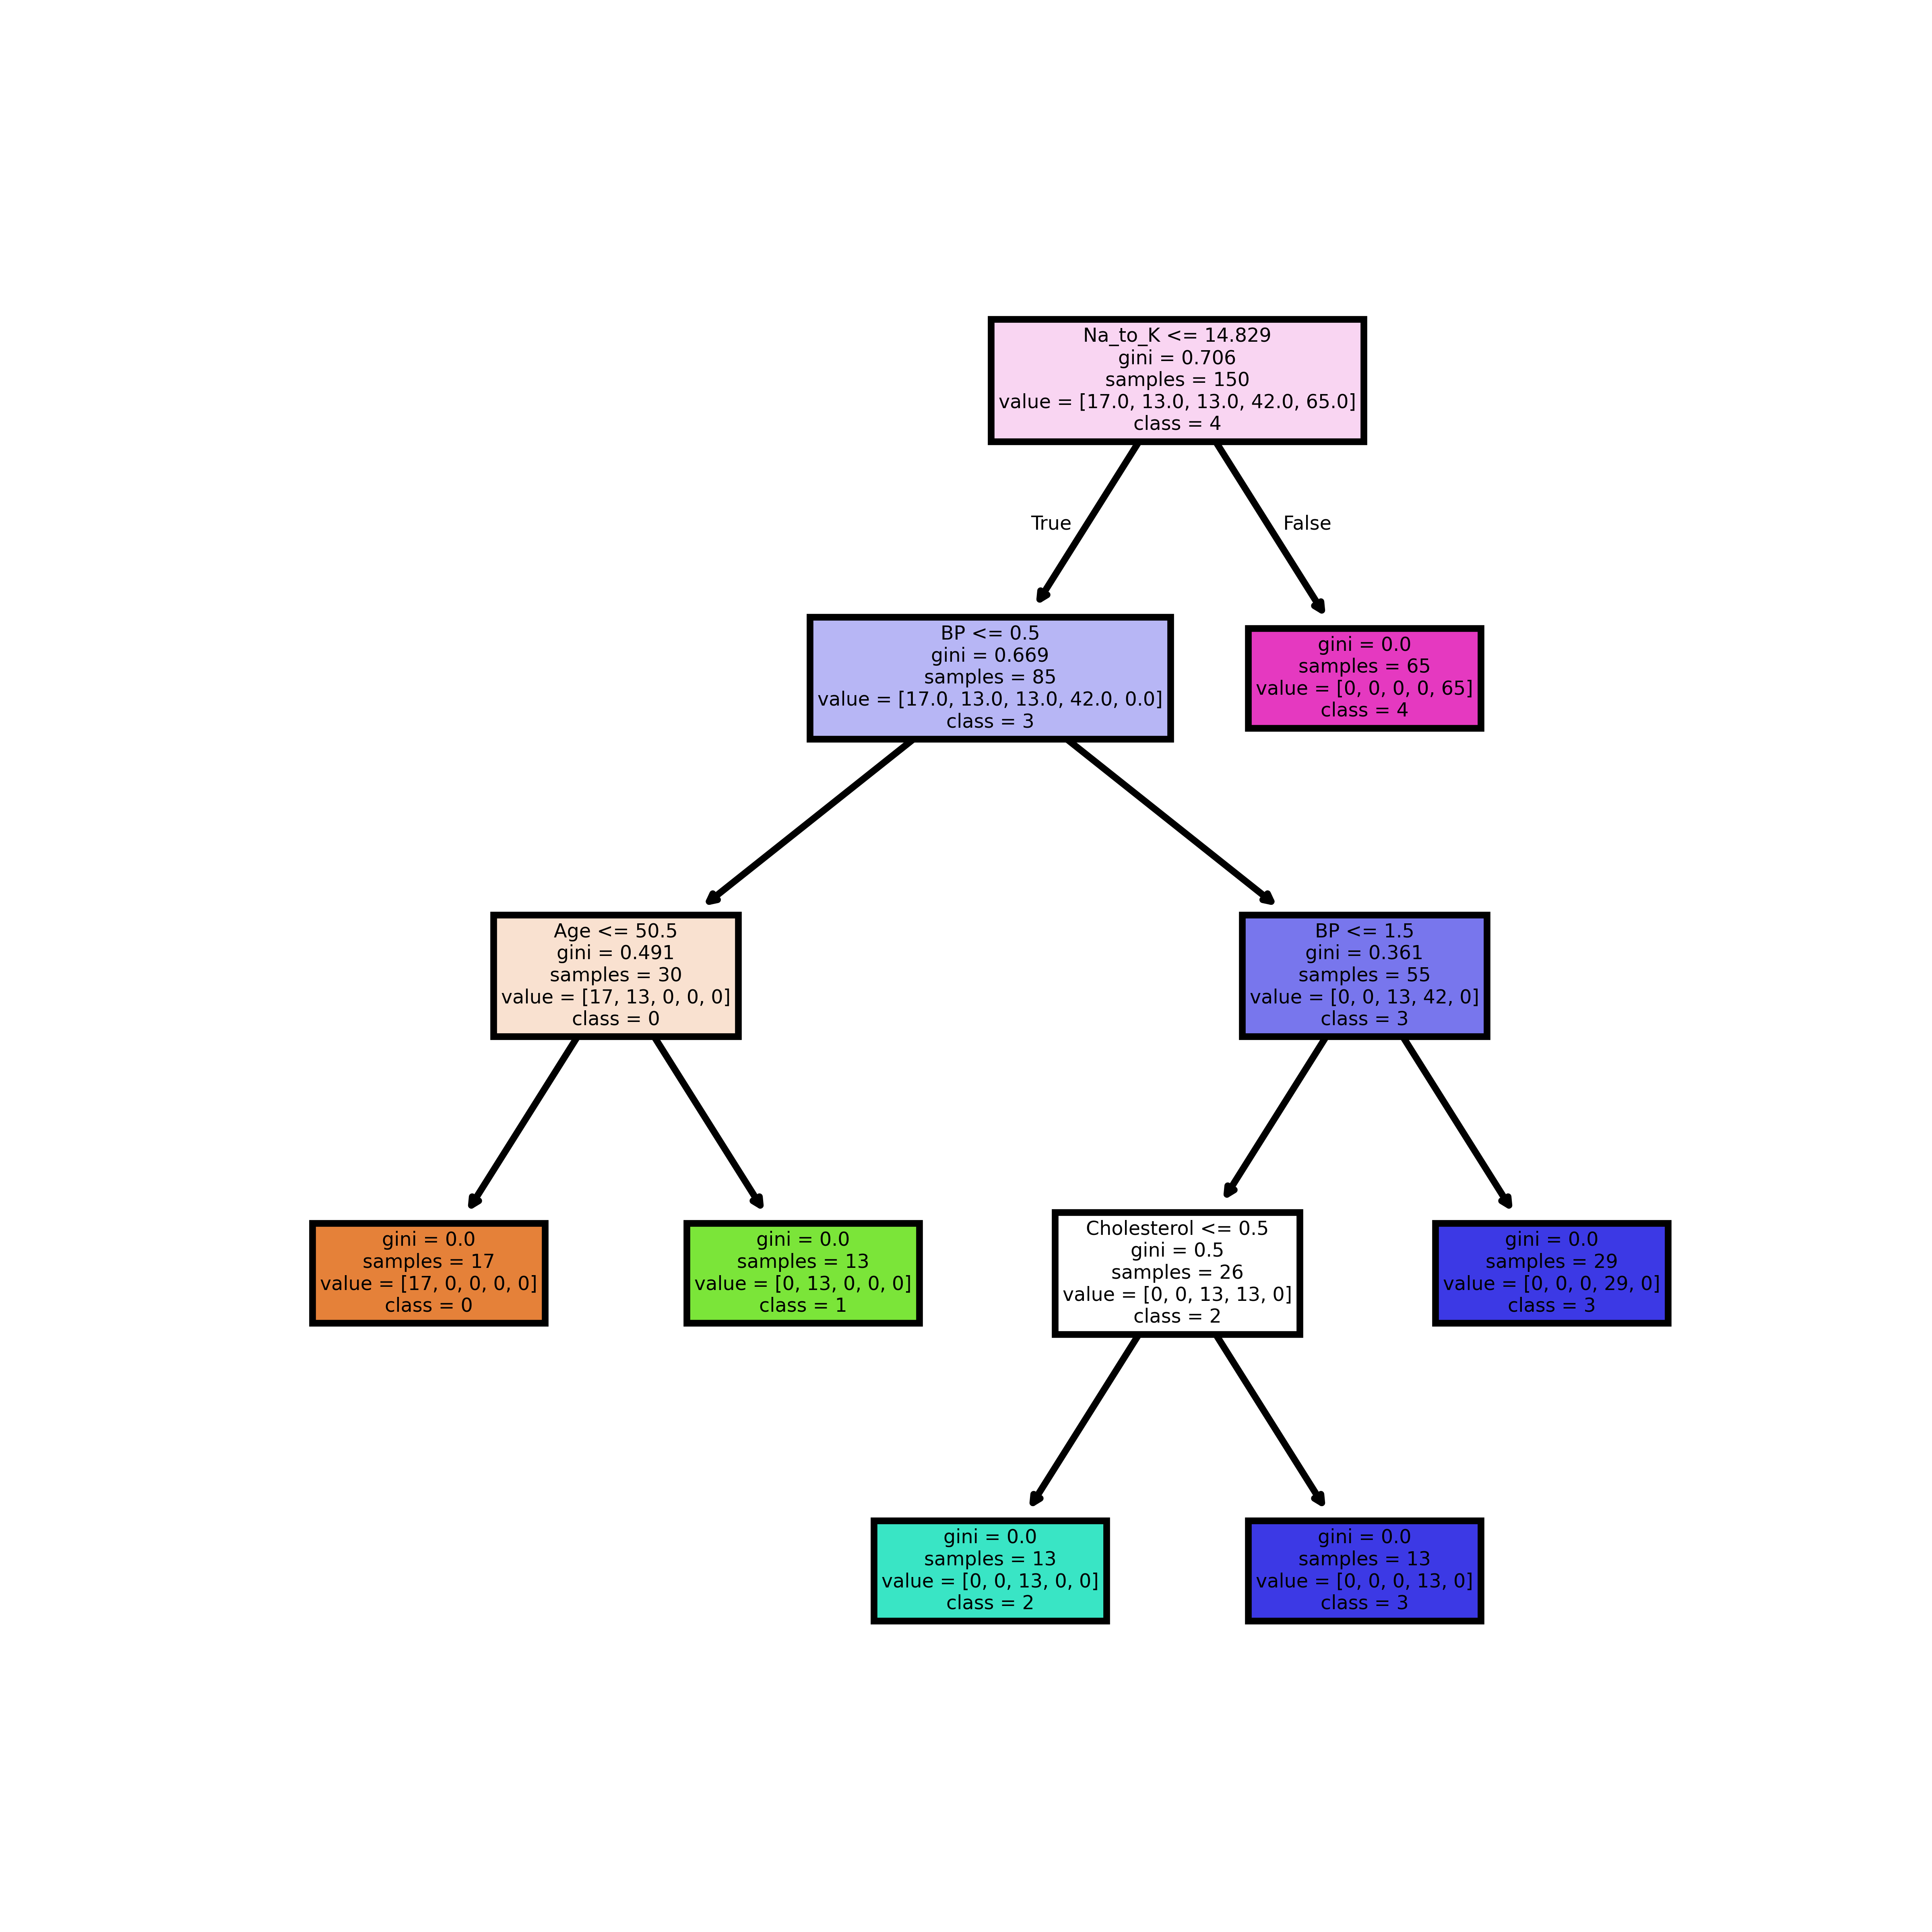 Na_to_K <= 14.829
gini = 0.706
samples = 150
value = [17.0, 13.0, 13.0, 42.0, 65.0]
class = 4
True
False
BP <= 0.5
gini = 0.669
samples = 85
value = [17.0, 13.0, 13.0, 42.0, 0.0]
class = 3
gini = 0.0
samples = 65
value = [0, 0, 0, 0, 65]
class = 4
Age <= 50.5
gini = 0.491
samples = 30
value = [17, 13, 0, 0, 0]
class = 0
BP <= 1.5
gini = 0.361
samples = 55
value = [0, 0, 13, 42, 0]
class = 3
gini = 0.0
samples = 17
value = [17, 0, 0, 0, 0]
class = 0
gini = 0.0
samples = 13
value = [0, 13, 0, 0, 0]
class = 1
Cholesterol <= 0.5
gini = 0.5
samples = 26
value = [0, 0, 13, 13, 0]
class = 2
gini = 0.0
samples = 29
value = [0, 0, 0, 29, 0]
class = 3
gini = 0.0
samples = 13
value = [0, 0, 13, 0, 0]
class = 2
gini = 0.0
samples = 13
value = [0, 0, 0, 13, 0]
class = 3